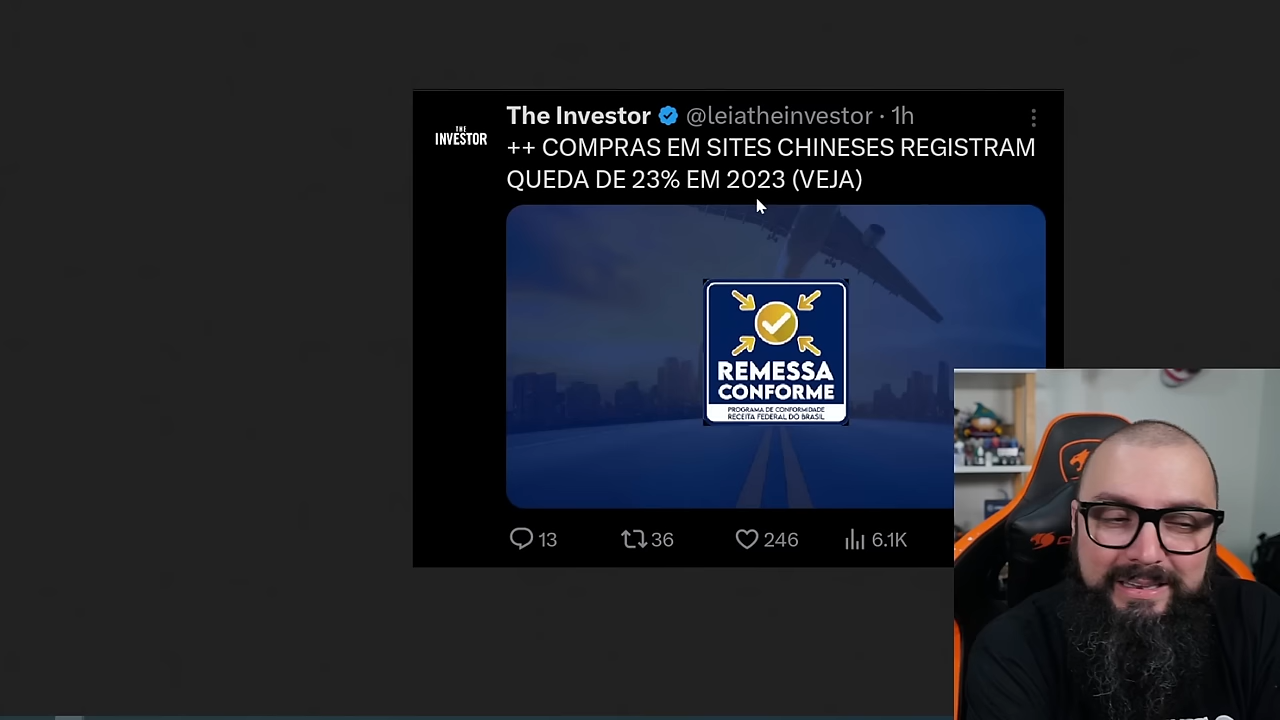 The Investor @leiatheinvestor · 1h
THE
INVESTOR
++ COMPRAS EM SITES CHINESES REGISTRAM
QUEDA DE 23% EM 2023 (VEJA)
REMESSA
CONFORME
PROGRAMA DE CONFORMIDADE
RECEITA FEDERAL DO BRASIL
13 36 246 6.1K